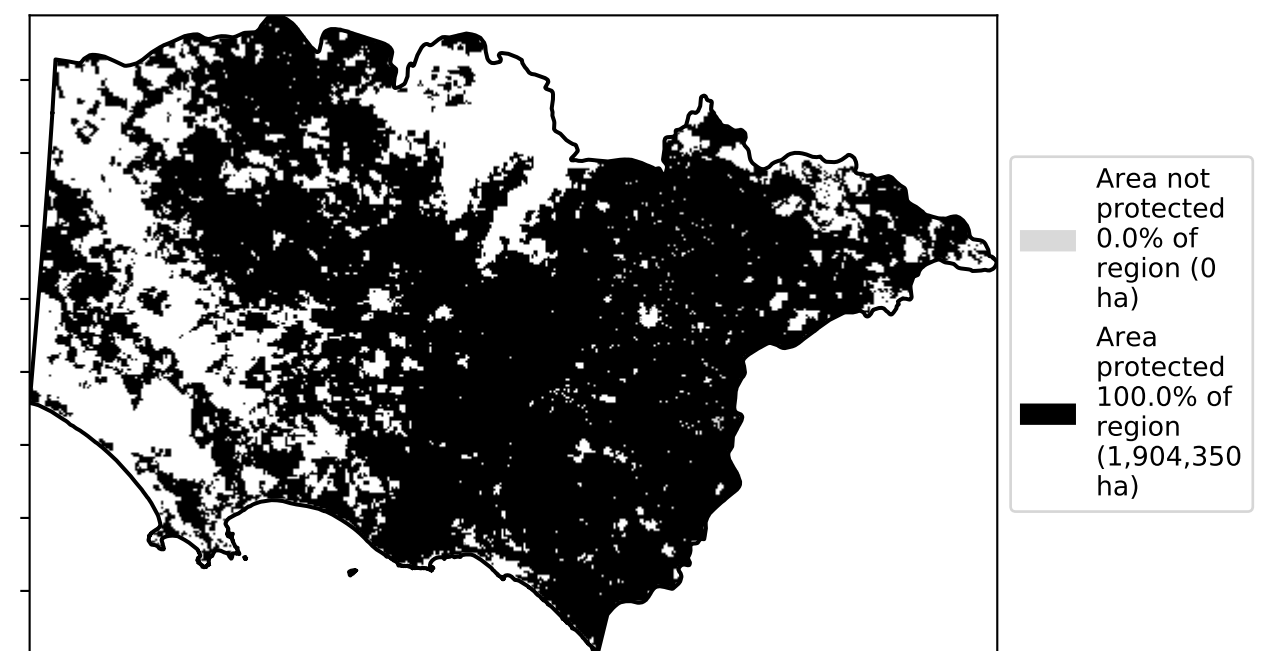 Area not
protected
0.0% of
region (0
ha)
Area
protected
100.0% of
region
(1,904,350
ha)